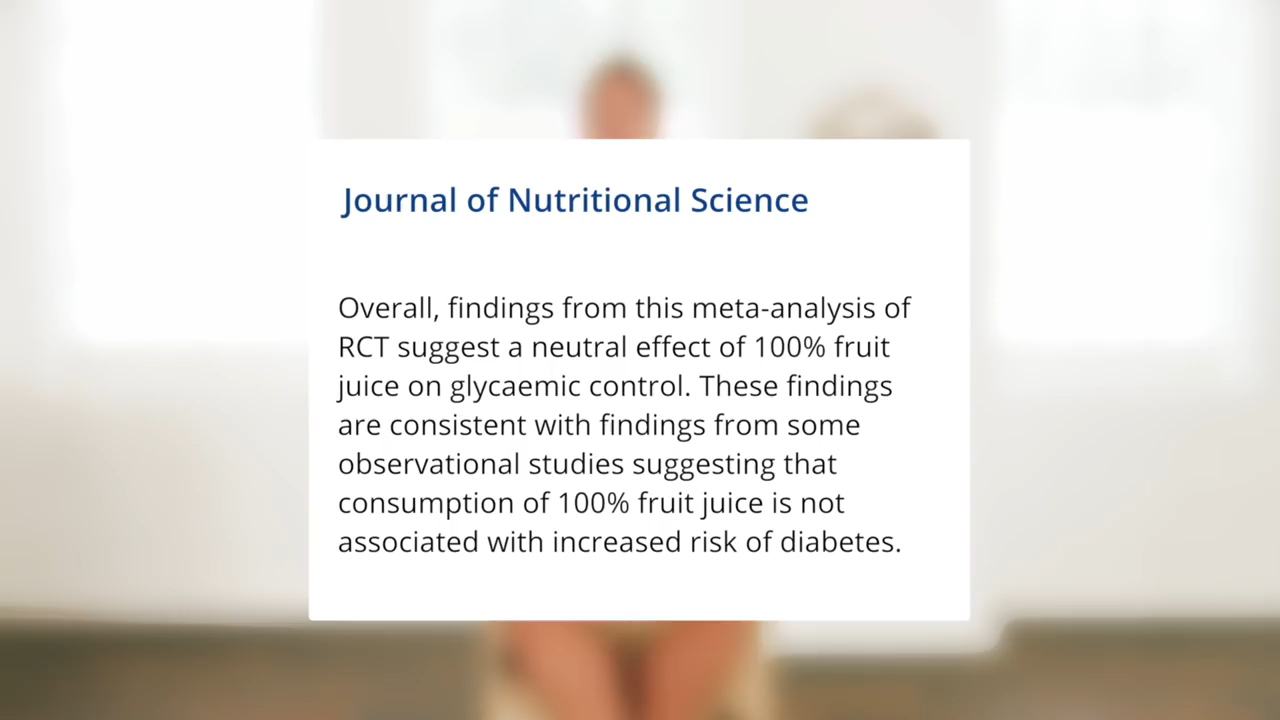 Journal of Nutritional Science
Overall, findings from this meta-analysis of
RCT suggest a neutral effect of 100% fruit
juice on glycaemic control. These findings
are consistent with findings from some
observational studies suggesting that
consumption of 100% fruit juice is not
associated with increased risk of diabetes.